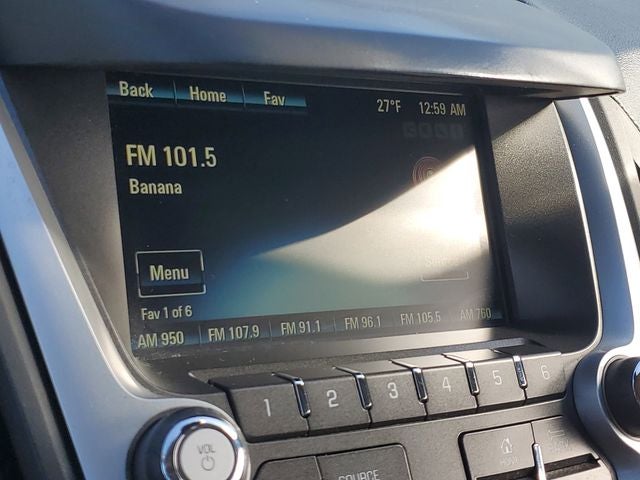 Back Home Fav 27°F 12:59 AM
FM 101.5
Banana
Menu
Fav 1 of 6
AM 950 FM 107.9 FM 91.1 FM 96.1 FM 105.5 AM 760
1 2 3 4 5 6
VOL
SOURCE
HOME